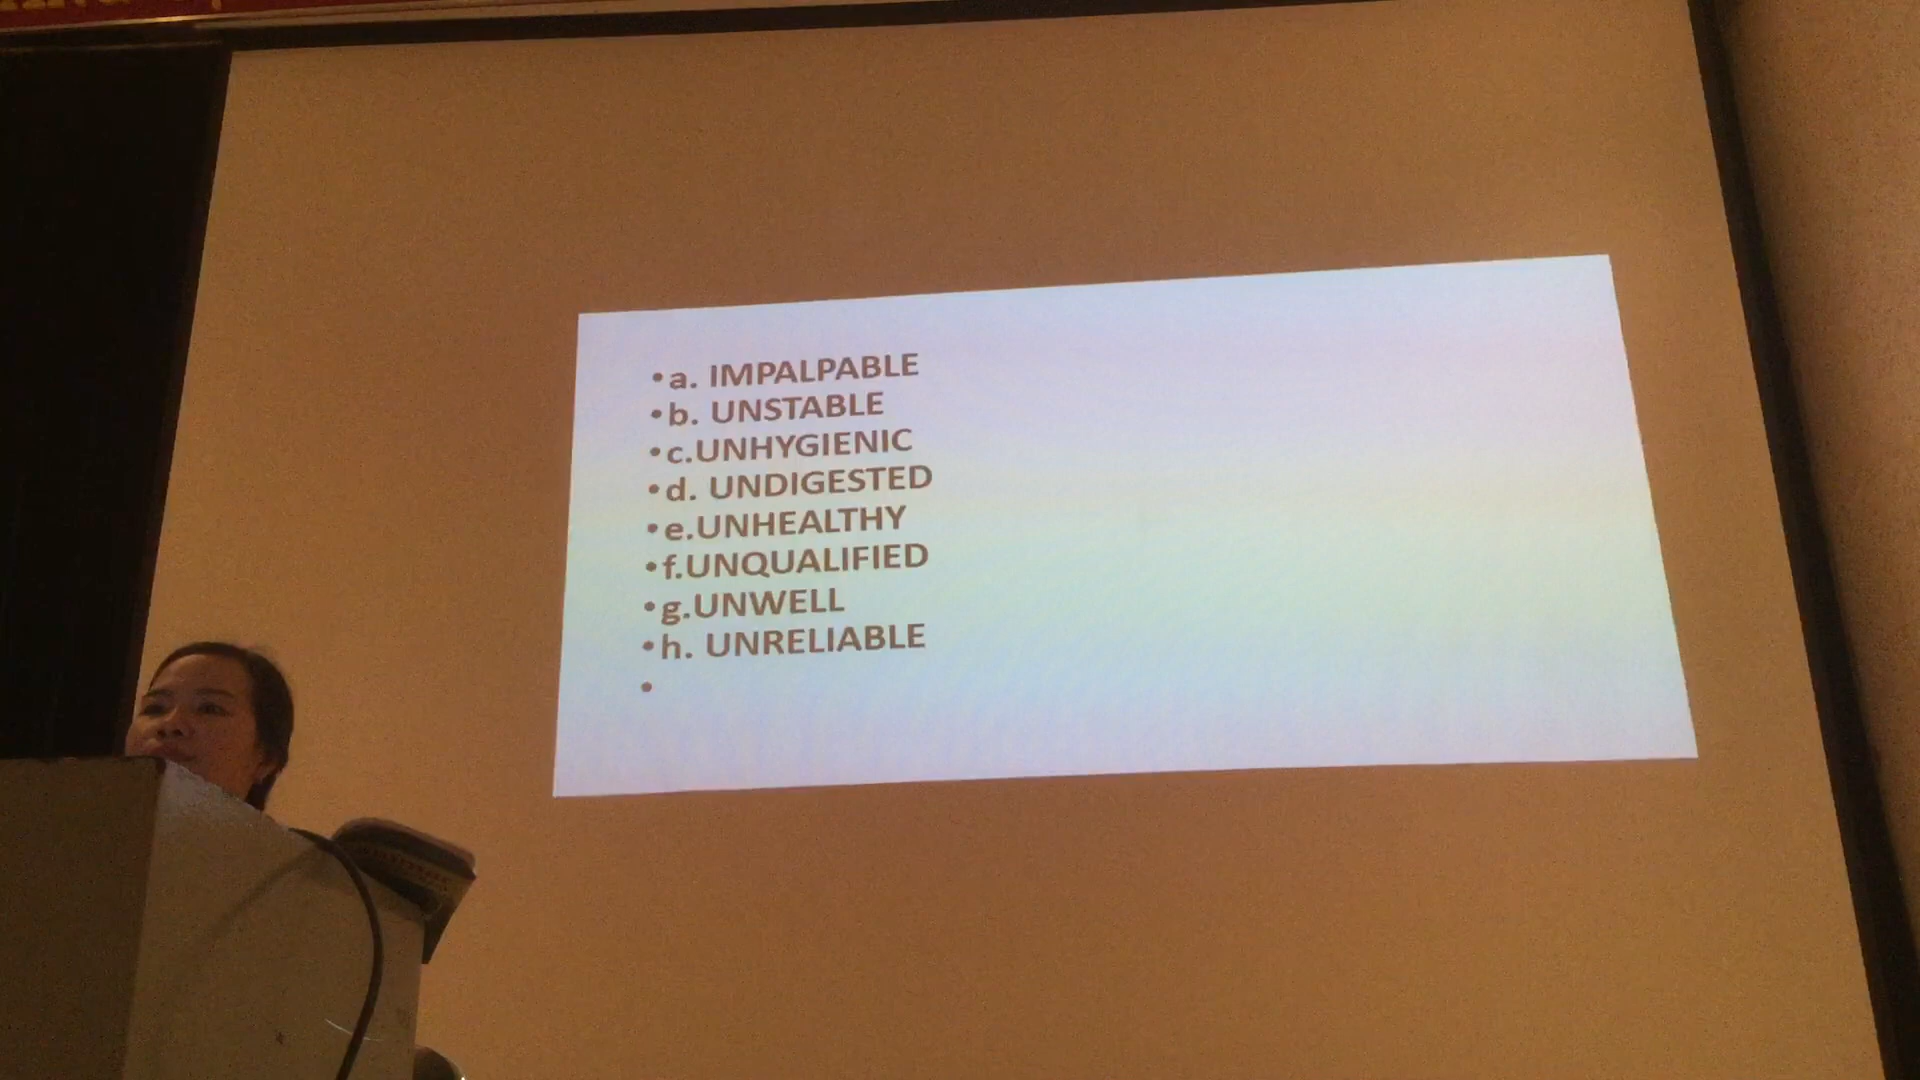 •a. IMPALPABLE
•b. UNSTABLE
•c.UNHYGIENIC
•d. UNDIGESTED
•e.UNHEALTHY
•f.UNQUALIFIED
•g.UNWELL
•h. UNRELIABLE
•